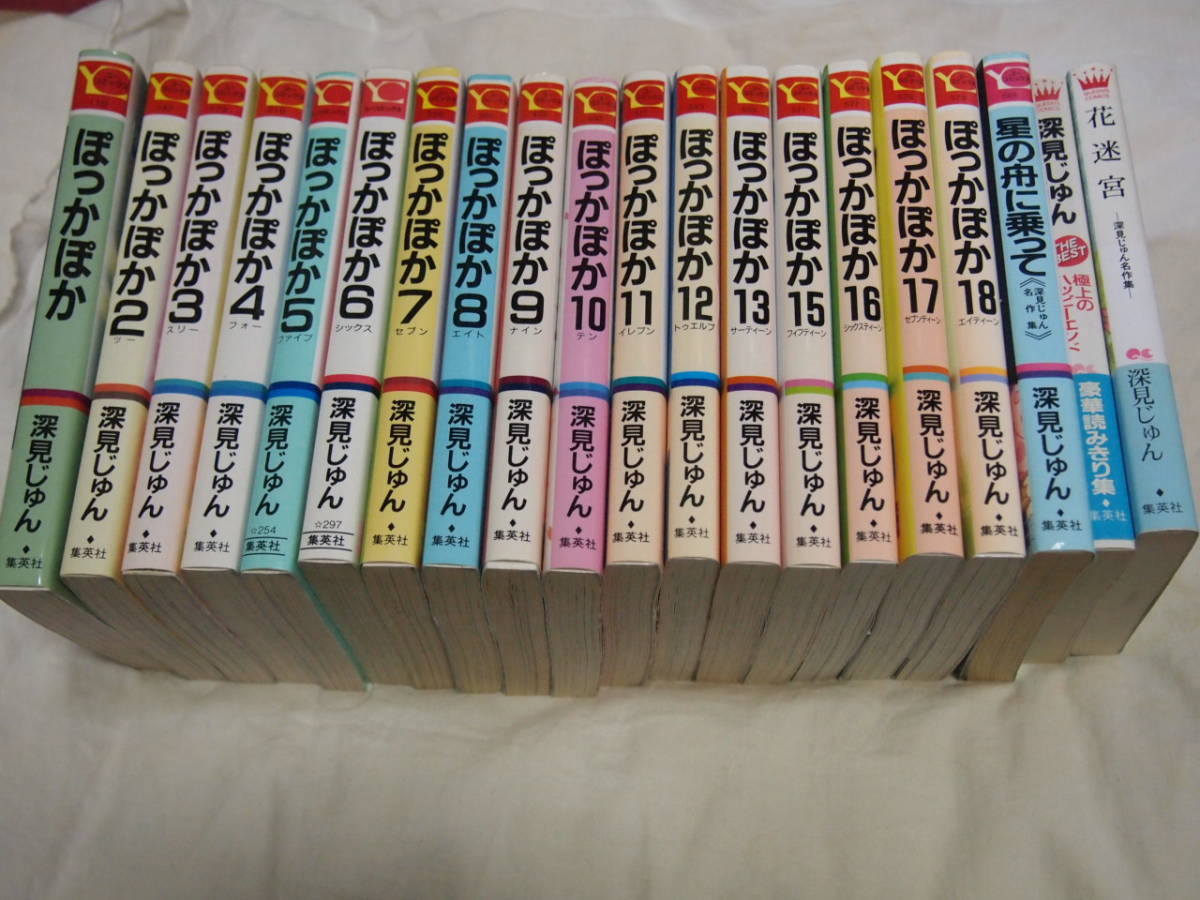 ぽっかぽか
深見じゅん
集英社
ぽっかぽか2
ツー
深見じゅん
集英社
ぽっかぽか3
スリー
深見じゅん
集英社
ぽっかぽか4
フォー
深見じゅん
集英社
ぽっかぽか5
ファイブ
深見じゅん
☆254
集英社
ぽっかぽか6
シックス
深見じゅん
☆297
集英社
ぽっかぽか7
セブン
深見じゅん
集英社
ぽっかぽか8
エイト
深見じゅん
集英社
ぽっかぽか9
ナイン
深見じゅん
集英社
ぽっかぽか10
テン
深見じゅん
集英社
ぽっかぽか11
イレブン
深見じゅん
集英社
ぽっかぽか12
トゥエルブ
深見じゅん
集英社
ぽっかぽか13
サーティーン
深見じゅん
集英社
ぽっかぽか15
フィフティーン
深見じゅん
集英社
ぽっかぽか16
シックスティーン
深見じゅん
集英社
ぽっかぽか17
セブンティーン
深見じゅん
集英社
ぽっかぽか18
エイティーン
深見じゅん
集英社
星の舟に乗って
《深見じゅん名作集》
深見じゅん
集英社
深見じゅん
THE BEST
極上の
ハッピーエンド
豪華読みきり集
集英社
花迷宮
―深見じゅん名作集―
深見じゅん
集英社